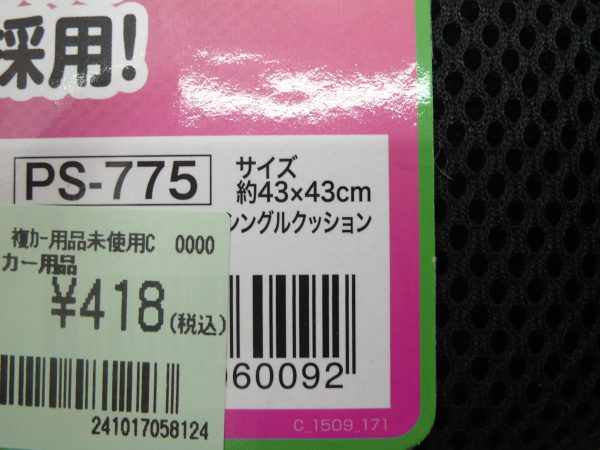 採用!
PS-775
サイズ
約43×43cm
シングルクッション
複カー用品未使用C 0000
カー用品
¥418(税込)
60092
241017058124
C_1509_171